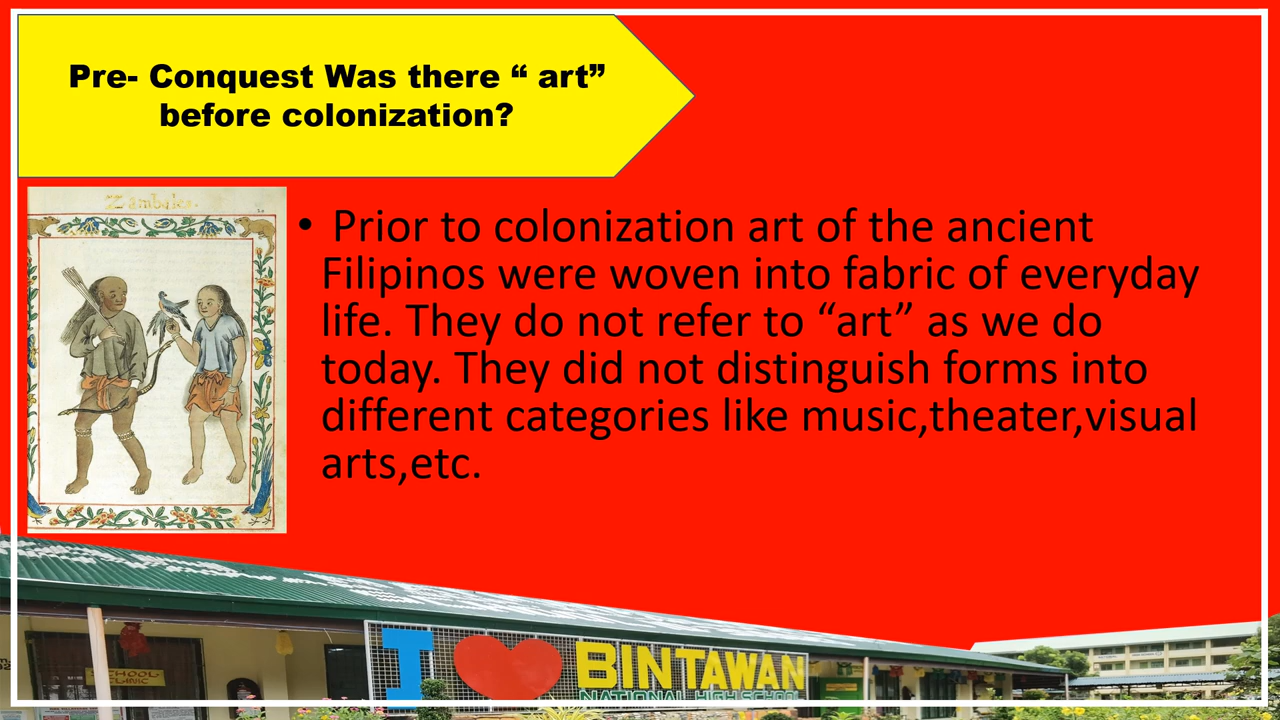 Pre- Conquest Was there “ art”
before colonization?
Zambales.
• Prior to colonization art of the ancient
Filipinos were woven into fabric of everyday
life. They do not refer to “art” as we do
today. They did not distinguish forms into
different categories like music,theater,visual
arts,etc.
I
BINTAWAN
NATIONAL HIGH SCHOOL
SCHOOL
CLINIC